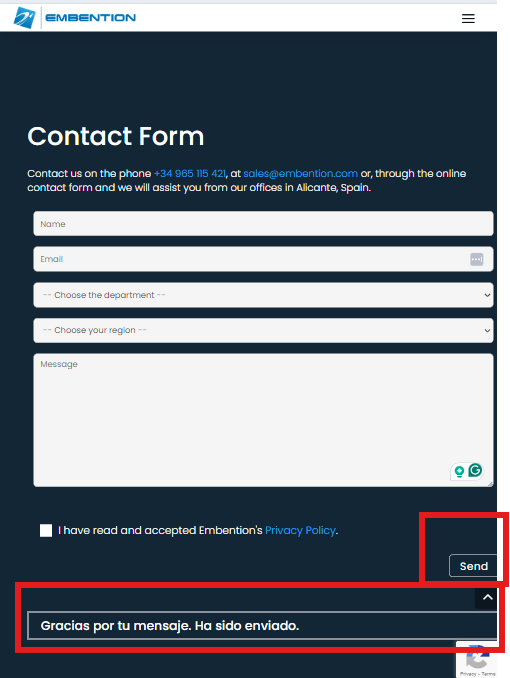 EMBENTION
Contact Form
Contact us on the phone +34 965 115 421, at sales@embention.com or, through the online
contact form and we will assist you from our offices in Alicante, Spain.
Name
Email
-- Choose the department --
-- Choose your region --
Message
I have read and accepted Embention's Privacy Policy.
Send
Gracias por tu mensaje. Ha sido enviado.
Privacy - Terms